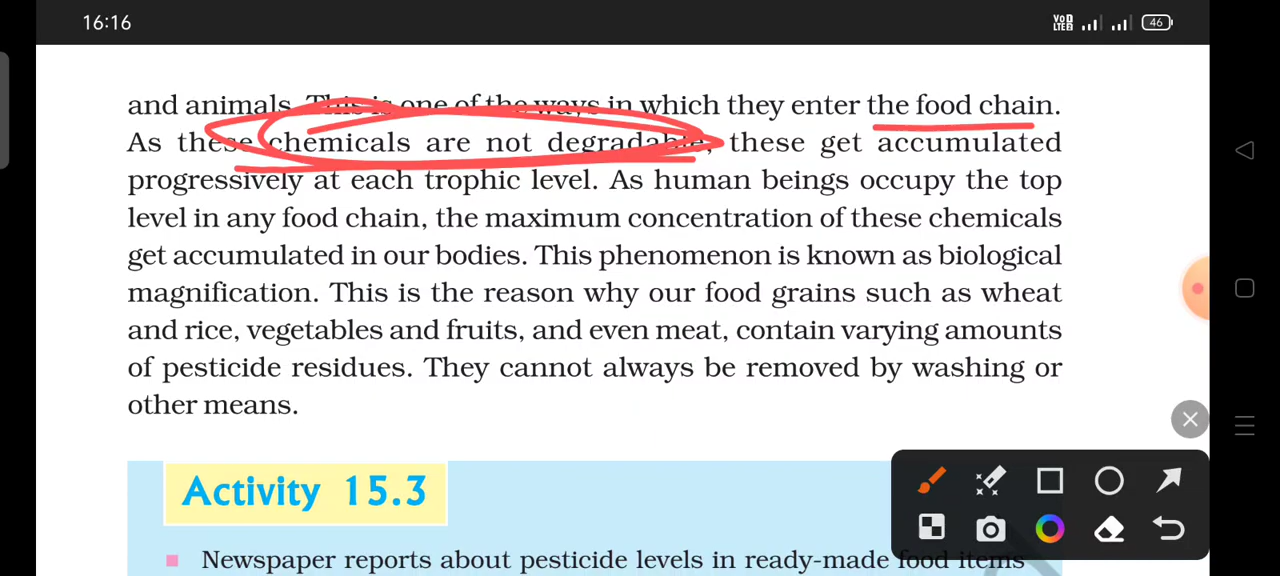 16:16
VoD LTE2 46
and animals. This is one of the ways in which they enter the food chain.
As these chemicals are not degradable, these get accumulated
progressively at each trophic level. As human beings occupy the top
level in any food chain, the maximum concentration of these chemicals
get accumulated in our bodies. This phenomenon is known as biological
magnification. This is the reason why our food grains such as wheat
and rice, vegetables and fruits, and even meat, contain varying amounts
of pesticide residues. They cannot always be removed by washing or
other means.
Activity 15.3
Newspaper reports about pesticide levels in ready-made food items